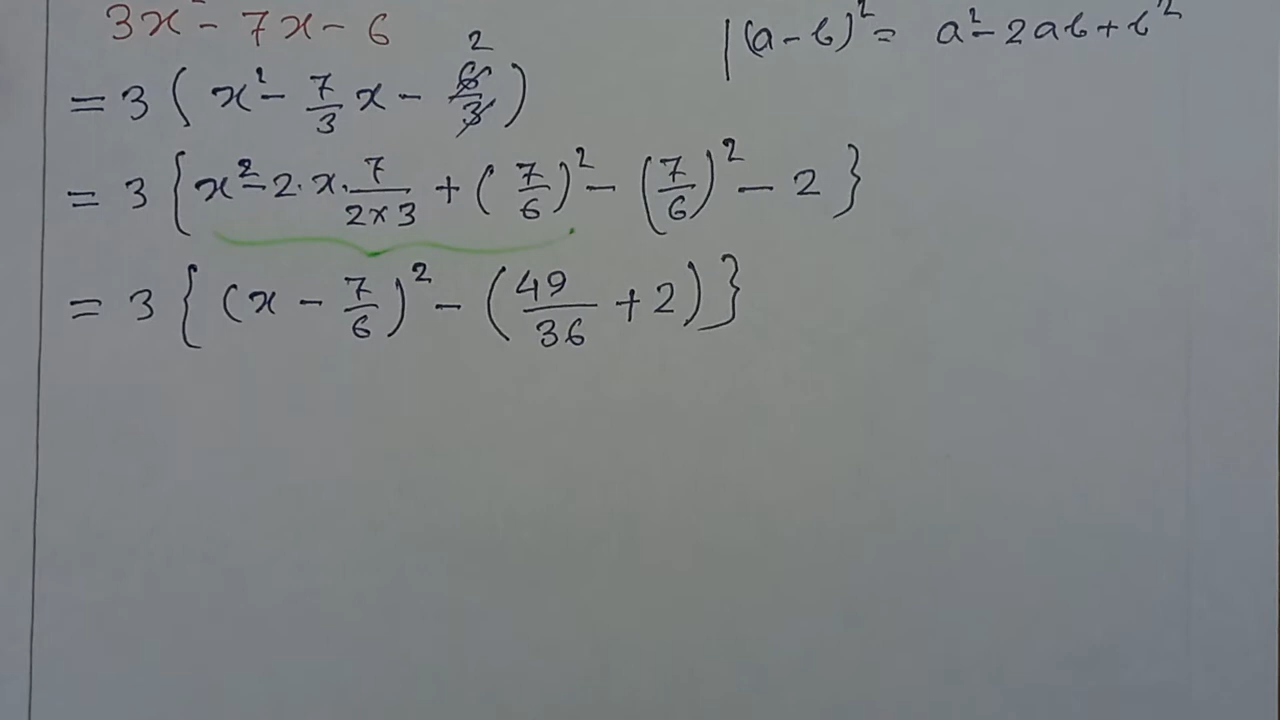 3x² - 7x - 6
|(a - b)² = a² - 2ab + b²
= 3 ( x² - 7/3 x - 6/3 ) 2
= 3 { x² - 2. x. 7/(2×3) + (7/6)² - (7/6)² - 2 }
= 3 { (x - 7/6)² - (49/36 + 2) }